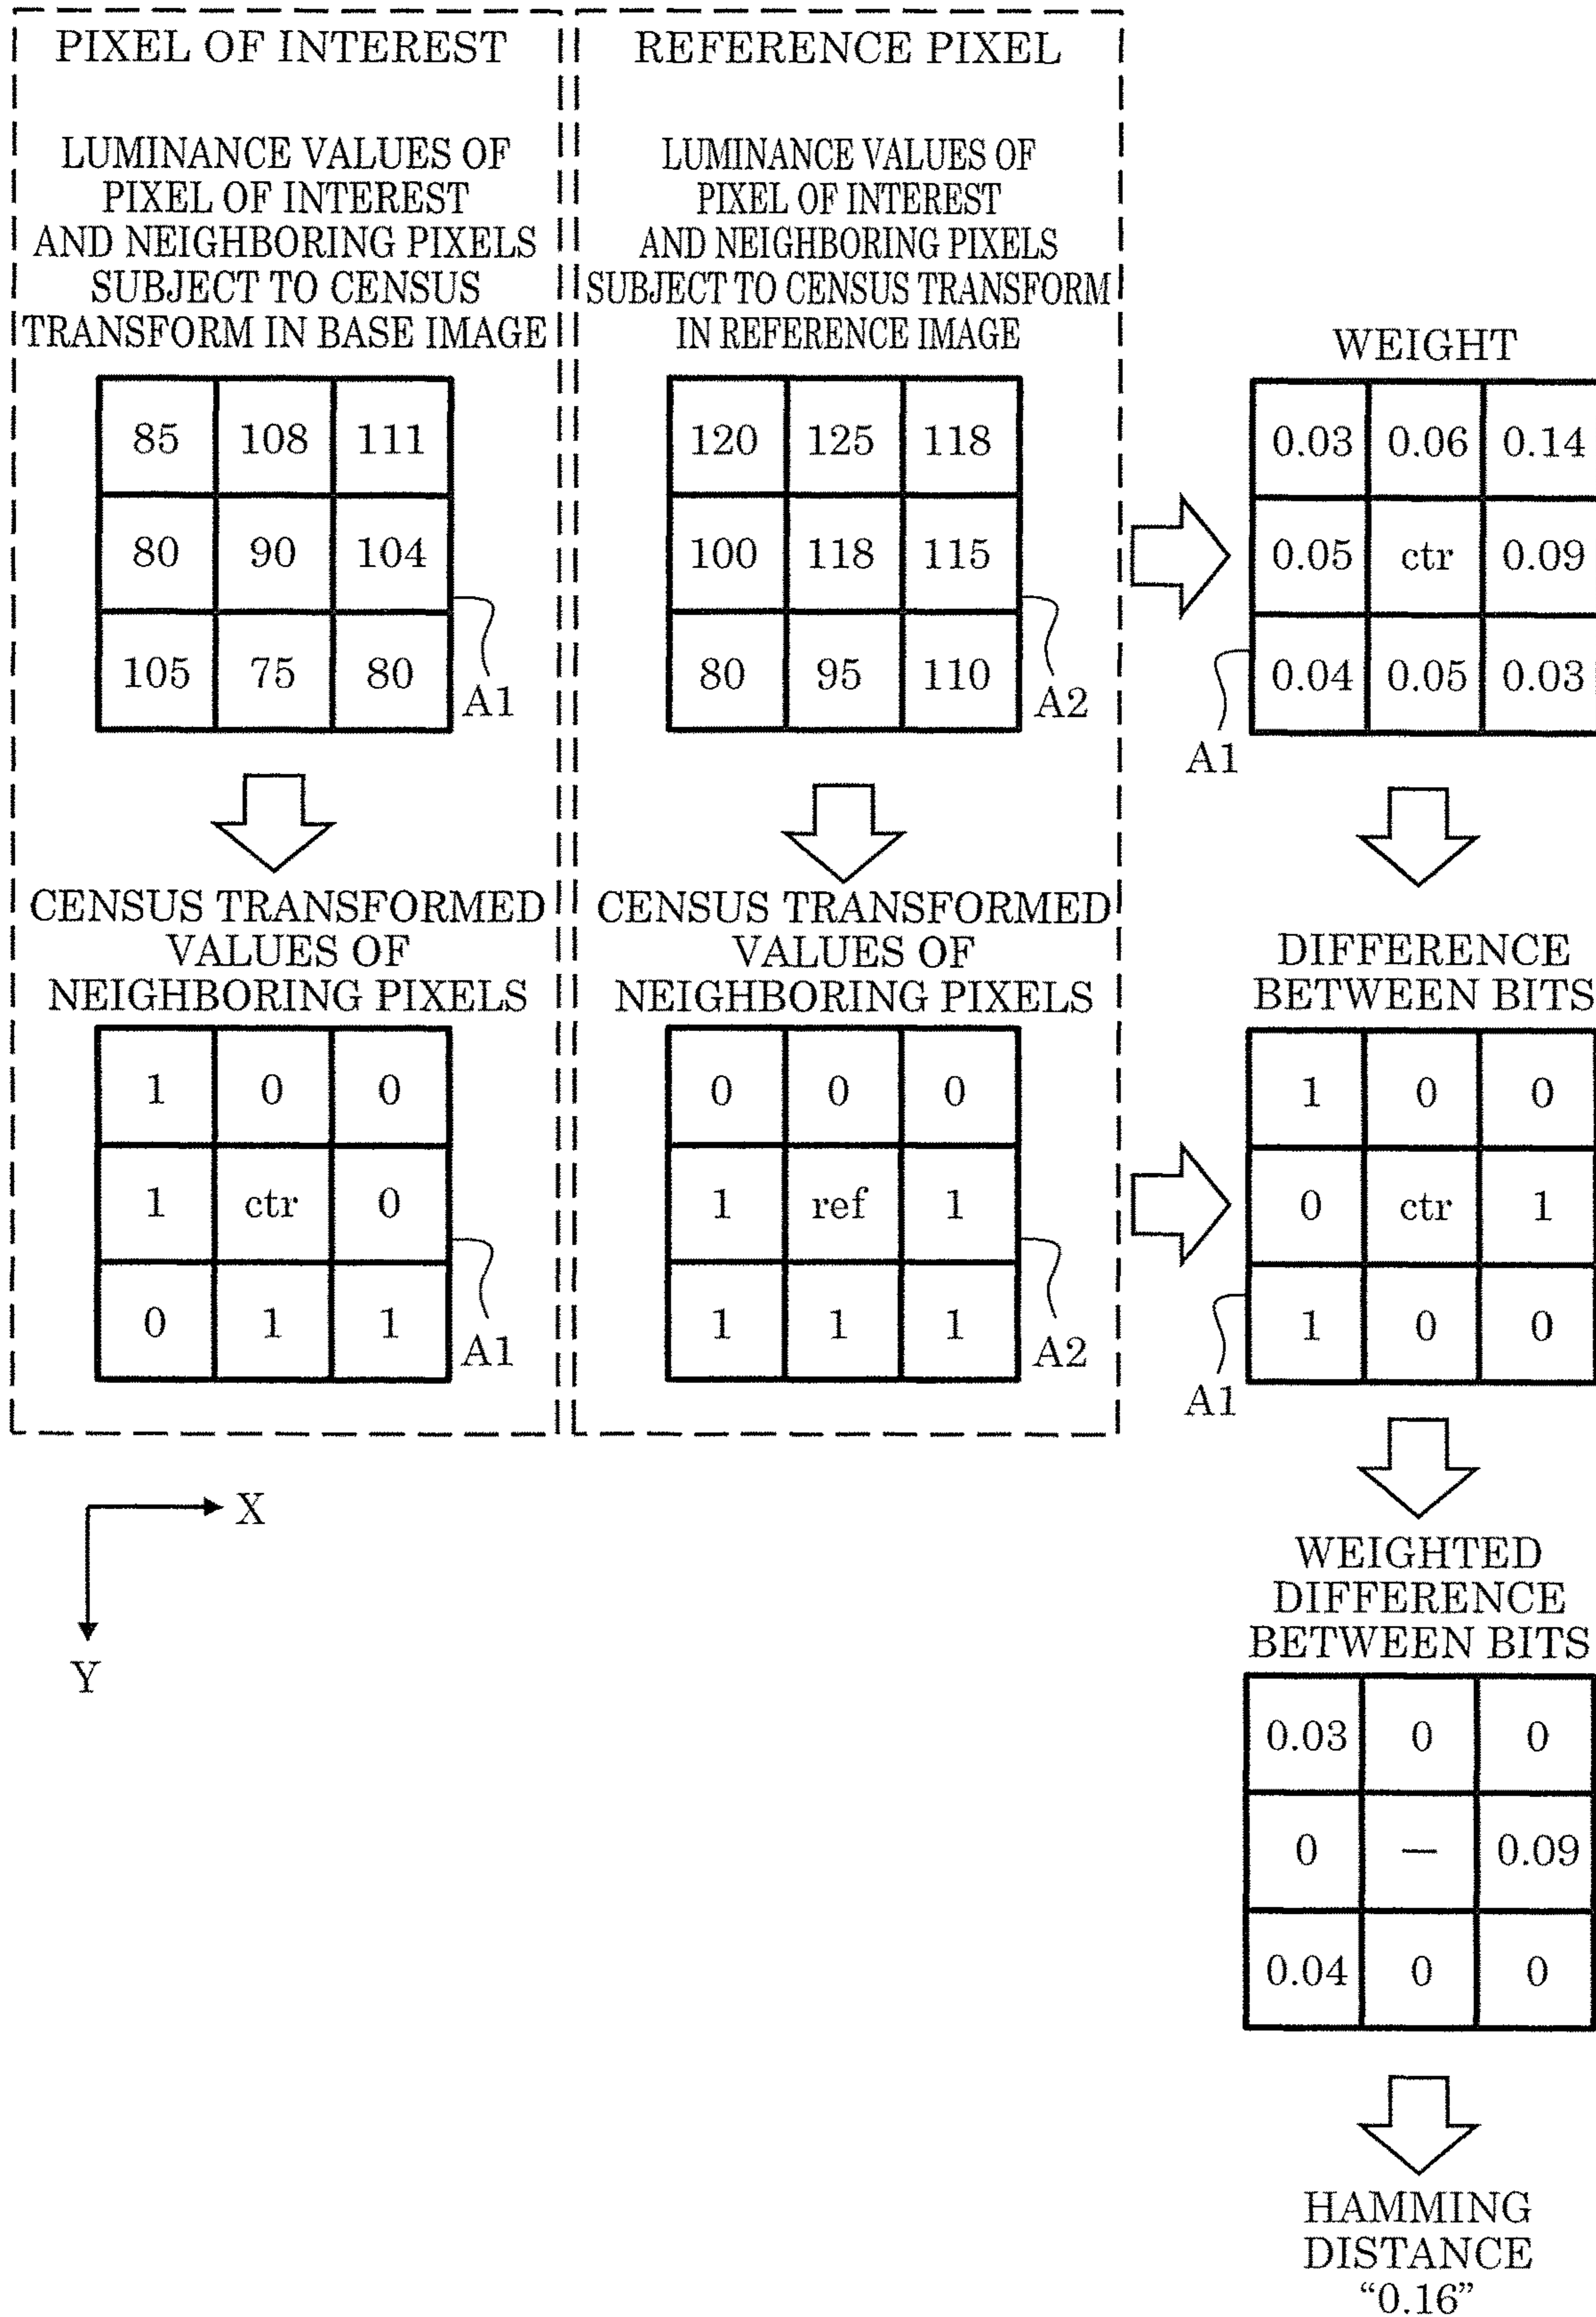 PIXEL OF INTEREST
LUMINANCE VALUES OF
PIXEL OF INTEREST
AND NEIGHBORING PIXELS
SUBJECT TO CENSUS
TRANSFORM IN BASE IMAGE
85 108 111
80 90 104
105 75 80
A1
CENSUS TRANSFORMED
VALUES OF
NEIGHBORING PIXELS
1 0 0
1 ctr 0
0 1 1
A1
REFERENCE PIXEL
LUMINANCE VALUES OF
PIXEL OF INTEREST
AND NEIGHBORING PIXELS
SUBJECT TO CENSUS TRANSFORM
IN REFERENCE IMAGE
120 125 118
100 118 115
80 95 110
A2
CENSUS TRANSFORMED
VALUES OF
NEIGHBORING PIXELS
0 0 0
1 ref 1
1 1 1
A2
WEIGHT
0.03 0.06 0.14
0.05 ctr 0.09
0.04 0.05 0.03
A1
DIFFERENCE
BETWEEN BITS
1 0 0
0 ctr 1
1 0 0
A1
WEIGHTED
DIFFERENCE
BETWEEN BITS
0.03 0 0
0 — 0.09
0.04 0 0
HAMMING
DISTANCE
“0.16”
X
Y